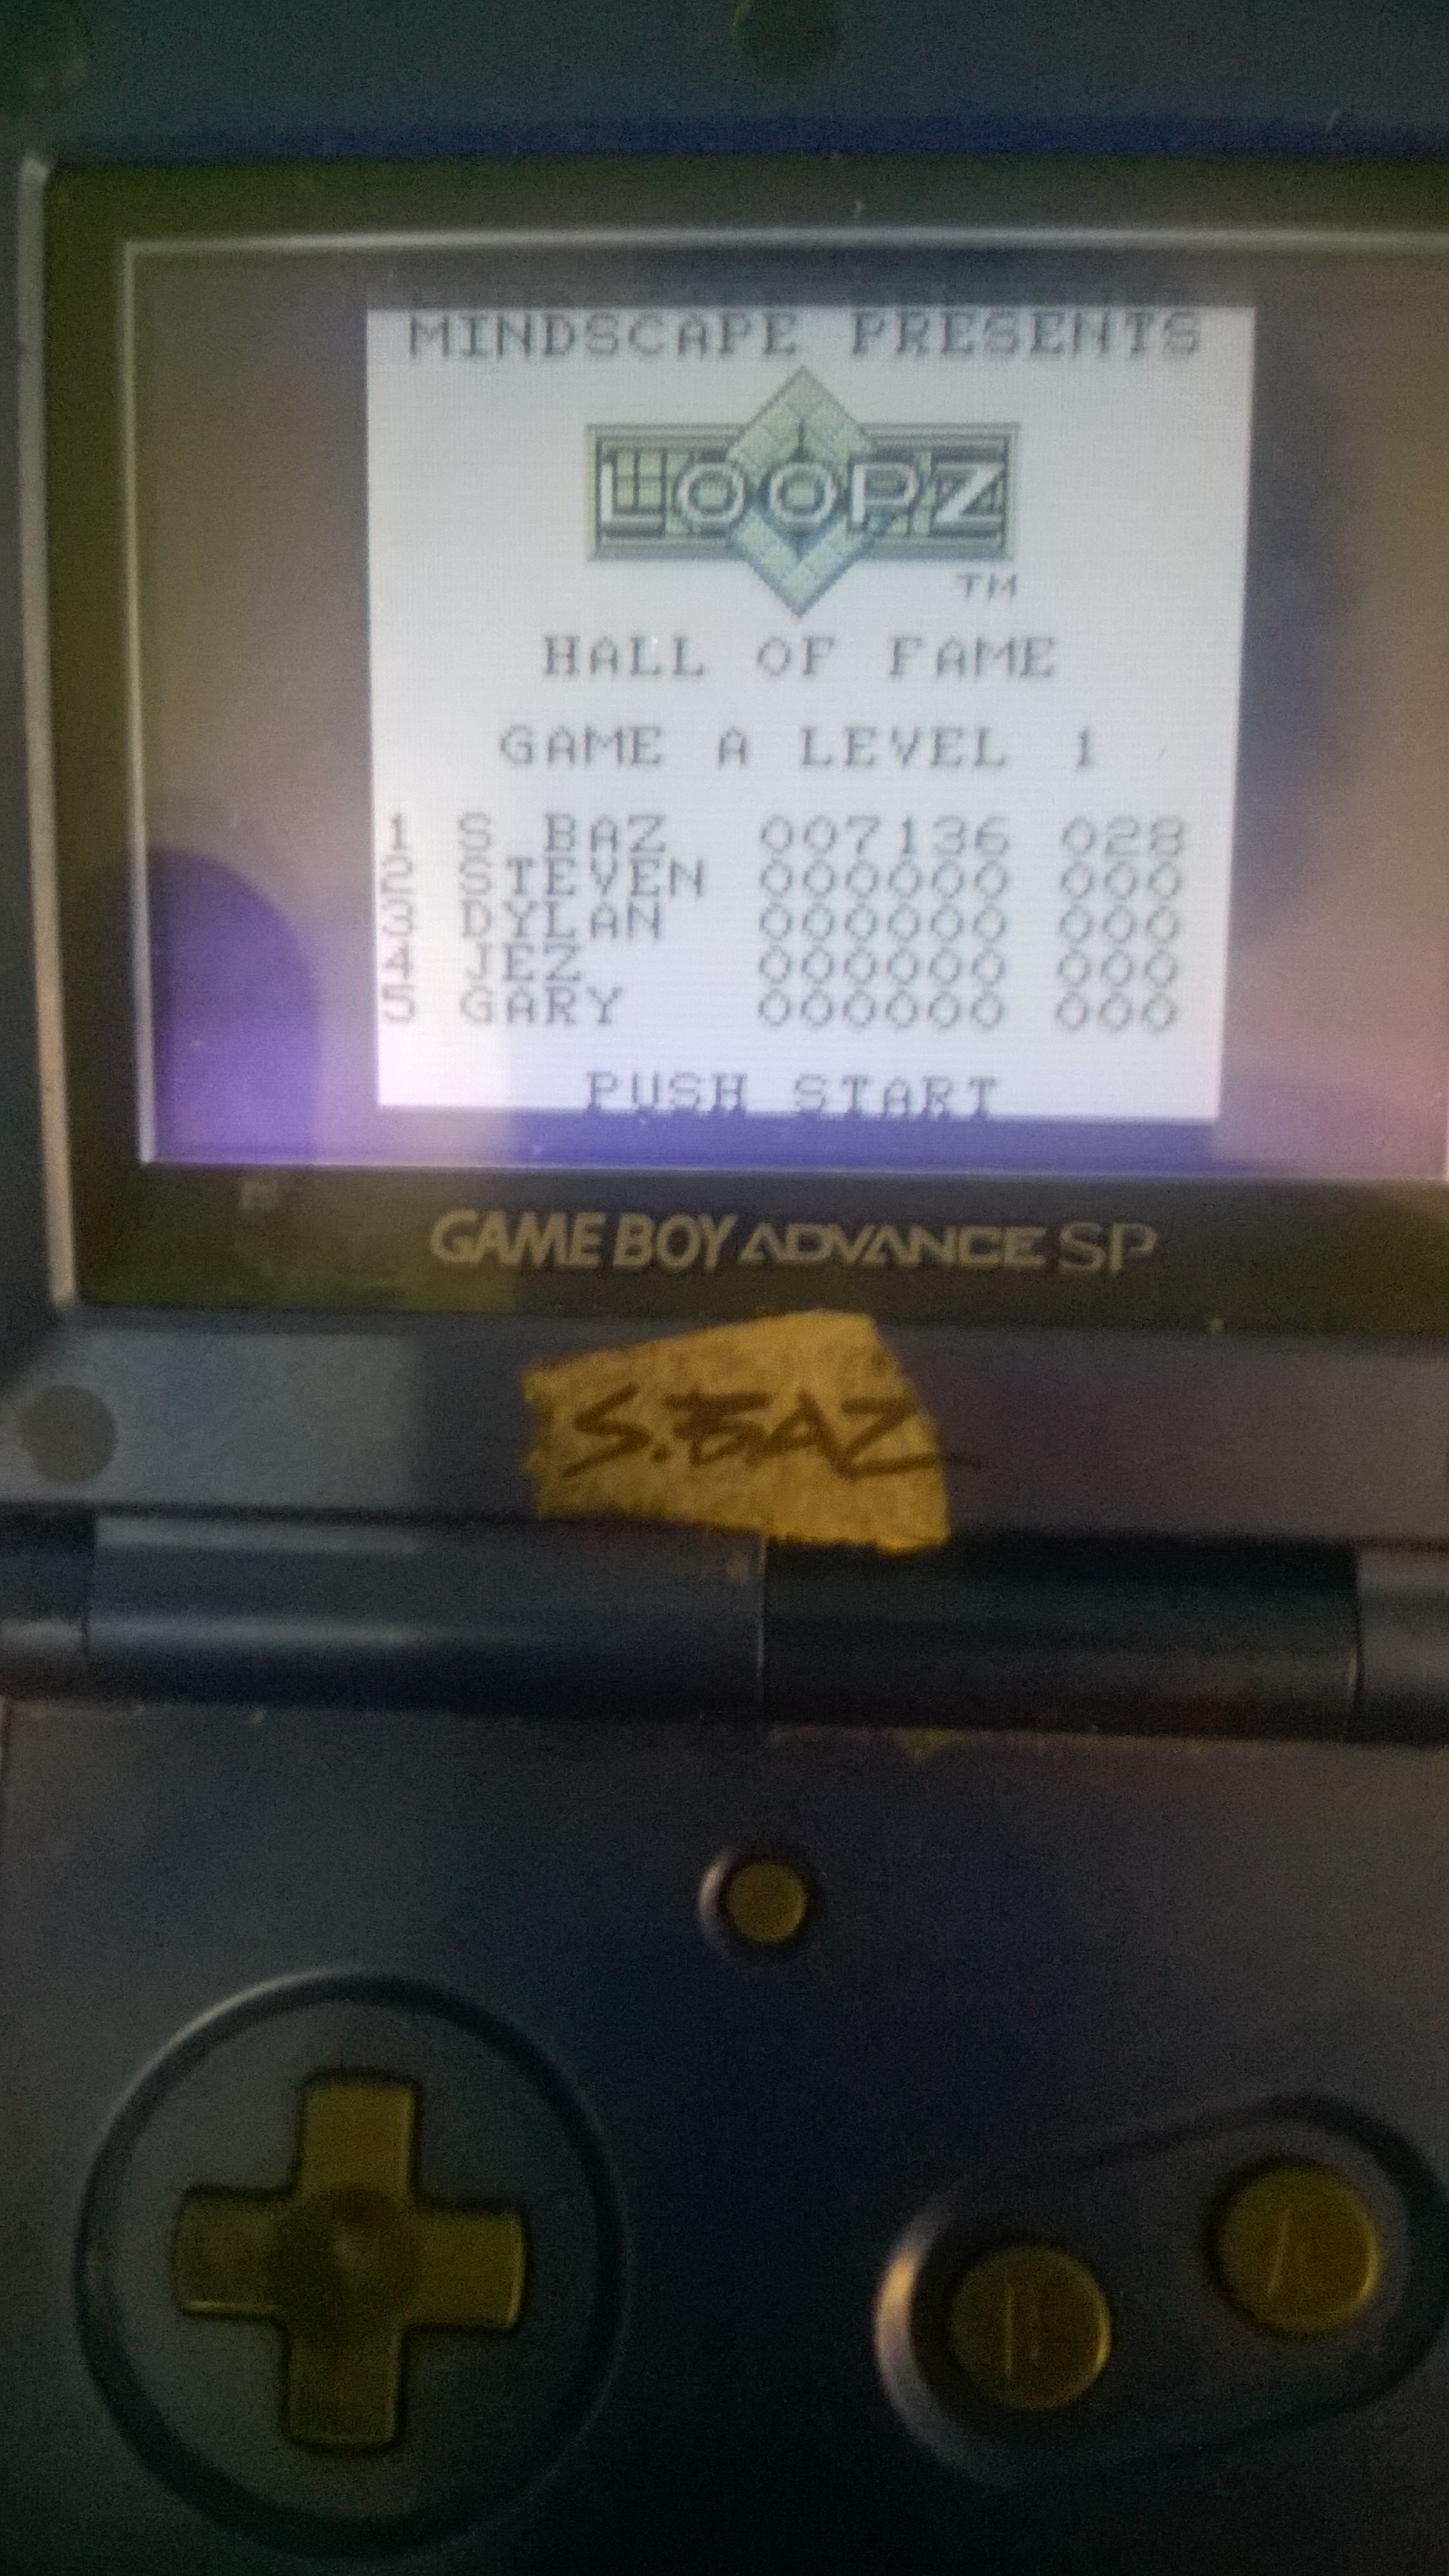 MINDSCAPE PRESENTS
LOOPZ
TM
HALL OF FAME
GAME A LEVEL 1
1 S BAZ 007136 028
2 STEVEN 000000 000
3 DYLAN 000000 000
4 JEZ 000000 000
5 GARY 000000 000
PUSH START
GAME BOY ADVANCE SP
S.BAZ
B
A